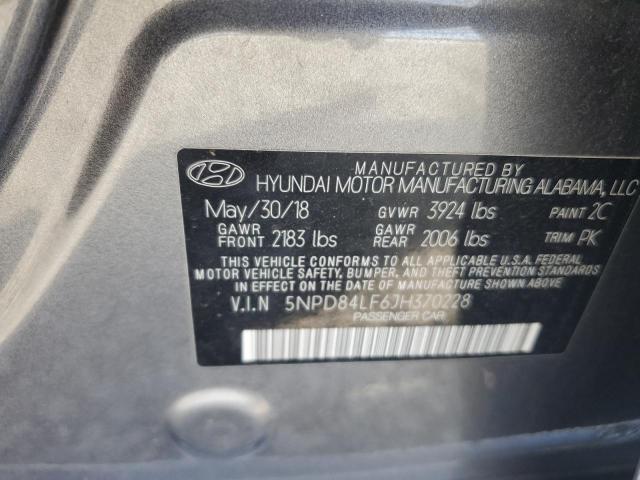 MANUFACTURED BY
HYUNDAI MOTOR MANUFACTURING ALABAMA, LLC
May/30/18 GVWR 3924 lbs PAINT 2C
GAWR FRONT 2183 lbs GAWR REAR 2006 lbs TRIM PK
THIS VEHICLE CONFORMS TO ALL APPLICABLE U.S.A. FEDERAL
MOTOR VEHICLE SAFETY, BUMPER, AND THEFT PREVENTION STANDARDS
IN EFFECT ON THE DATE OF MANUFACTURE SHOWN ABOVE.
V.I.N 5NPD84LF6JH370228
PASSENGER CAR